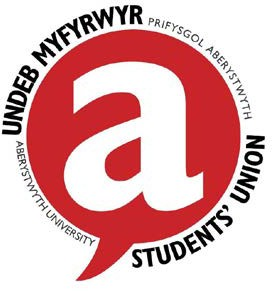 UNDEB MYFYRWYR
PRIFYSGOL ABERYSTWYTH
a
ABERYSTWYTH UNIVERSITY
STUDENTS' UNION